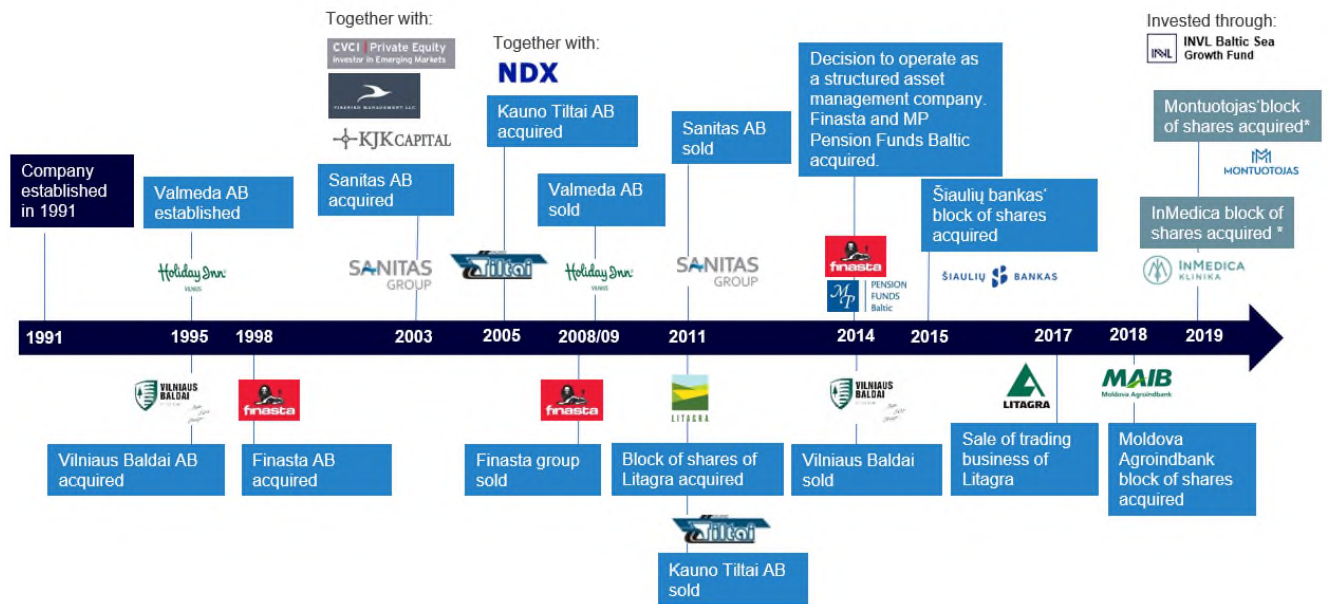 Together with:
CVCI | Private Equity
Investor in Emerging Markets
FIREBIRD MANAGEMENT LLC
KJK CAPITAL
Sanitas AB
acquired
SANITAS
GROUP
Together with:
NDX
Kauno Tiltai AB
acquired
Tiltai
Company
established
in 1991
Valmeda AB
established
Holiday Inn
VILNIUS
Valmeda AB
sold
Holiday Inn
VILNIUS
Sanitas AB
sold
SANITAS
GROUP
Decision to operate as
a structured asset
management company.
Finasta and MP
Pension Funds Baltic
acquired.
finasta
MP
PENSION
FUNDS
Baltic
Šiaulių bankas‘
block of shares
acquired
ŠIAULIŲ BANKAS
Invested through:
INVL
INVL Baltic Sea
Growth Fund
Montuotojas‘block
of shares acquired*
MONTUOTOJAS
InMedica block of
shares acquired *
INMEDICA
KLINIKA
1991
1995
1998
2003
2005
2008/09
2011
2014
2015
2017
2018
2019
VILNIAUS
BALDAI
Vilniaus Baldai AB
acquired
finasta
Finasta AB
acquired
finasta
Finasta group
sold
LITAGRA
Block of shares of
Litagra acquired
Tiltai
Kauno Tiltai AB
sold
VILNIAUS
BALDAI
Vilniaus Baldai
sold
LITAGRA
Sale of trading
business of
Litagra
MAIB
Moldova Agroindbank
Moldova
Agroindbank
block of shares
acquired